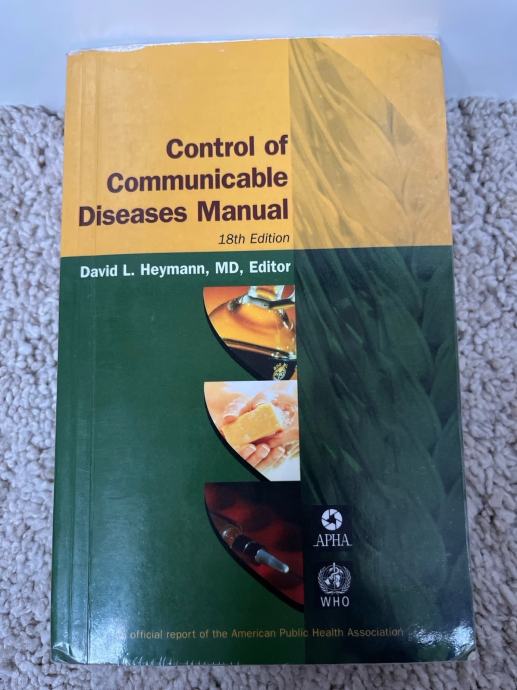 Control of
Communicable
Diseases Manual
18th Edition
David L. Heymann, MD, Editor
APHA
WHO
official report of the American Public Health Association